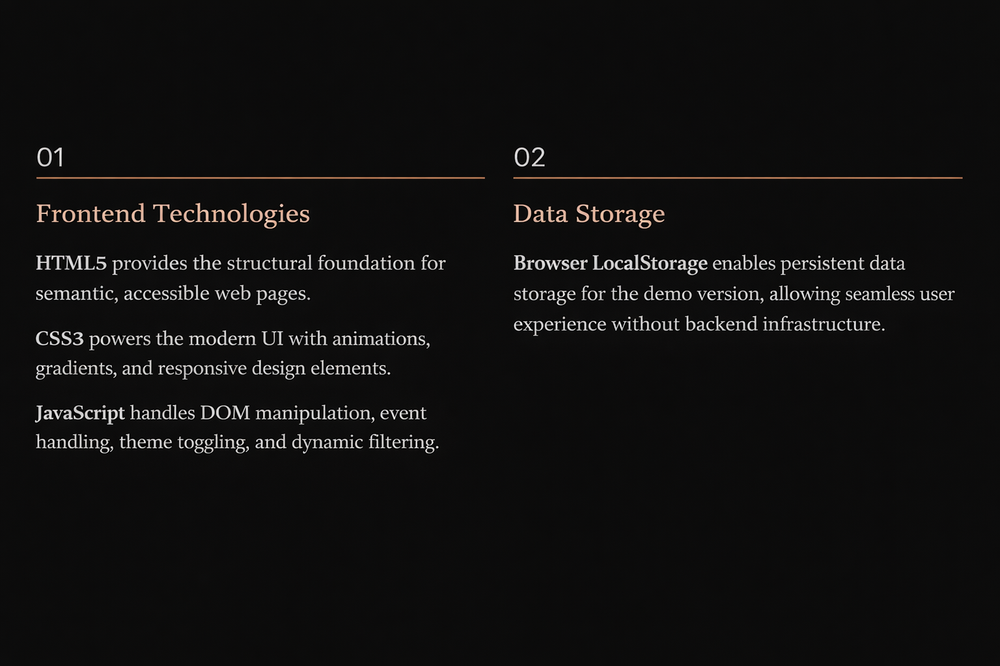 01
Frontend Technologies
HTML5 provides the structural foundation for
semantic, accessible web pages.
CSS3 powers the modern UI with animations,
gradients, and responsive design elements.
JavaScript handles DOM manipulation, event
handling, theme toggling, and dynamic filtering.
02
Data Storage
Browser LocalStorage enables persistent data
storage for the demo version, allowing seamless user
experience without backend infrastructure.